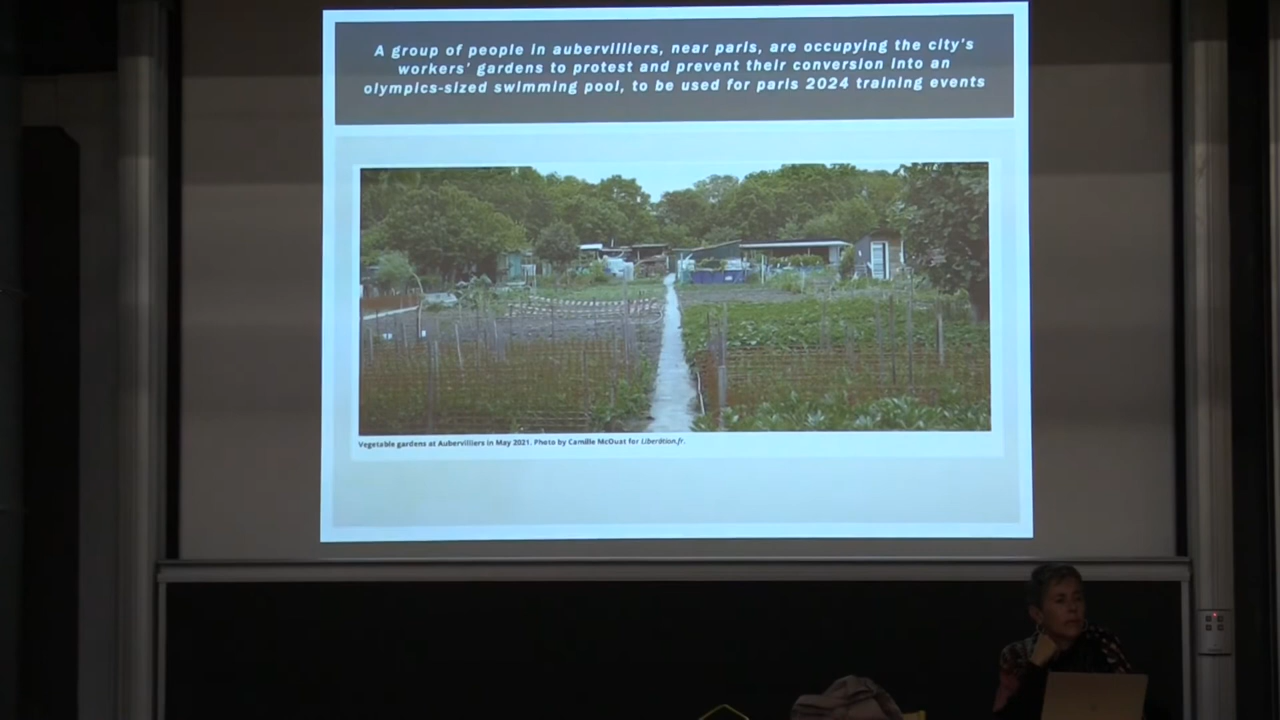 A group of people in aubervilliers, near paris, are occupying the city's
workers' gardens to protest and prevent their conversion into an
olympics-sized swimming pool, to be used for paris 2024 training events
Vegetable gardens at Aubervilliers in May 2021. Photo by Camille McOuat for Libération.fr.